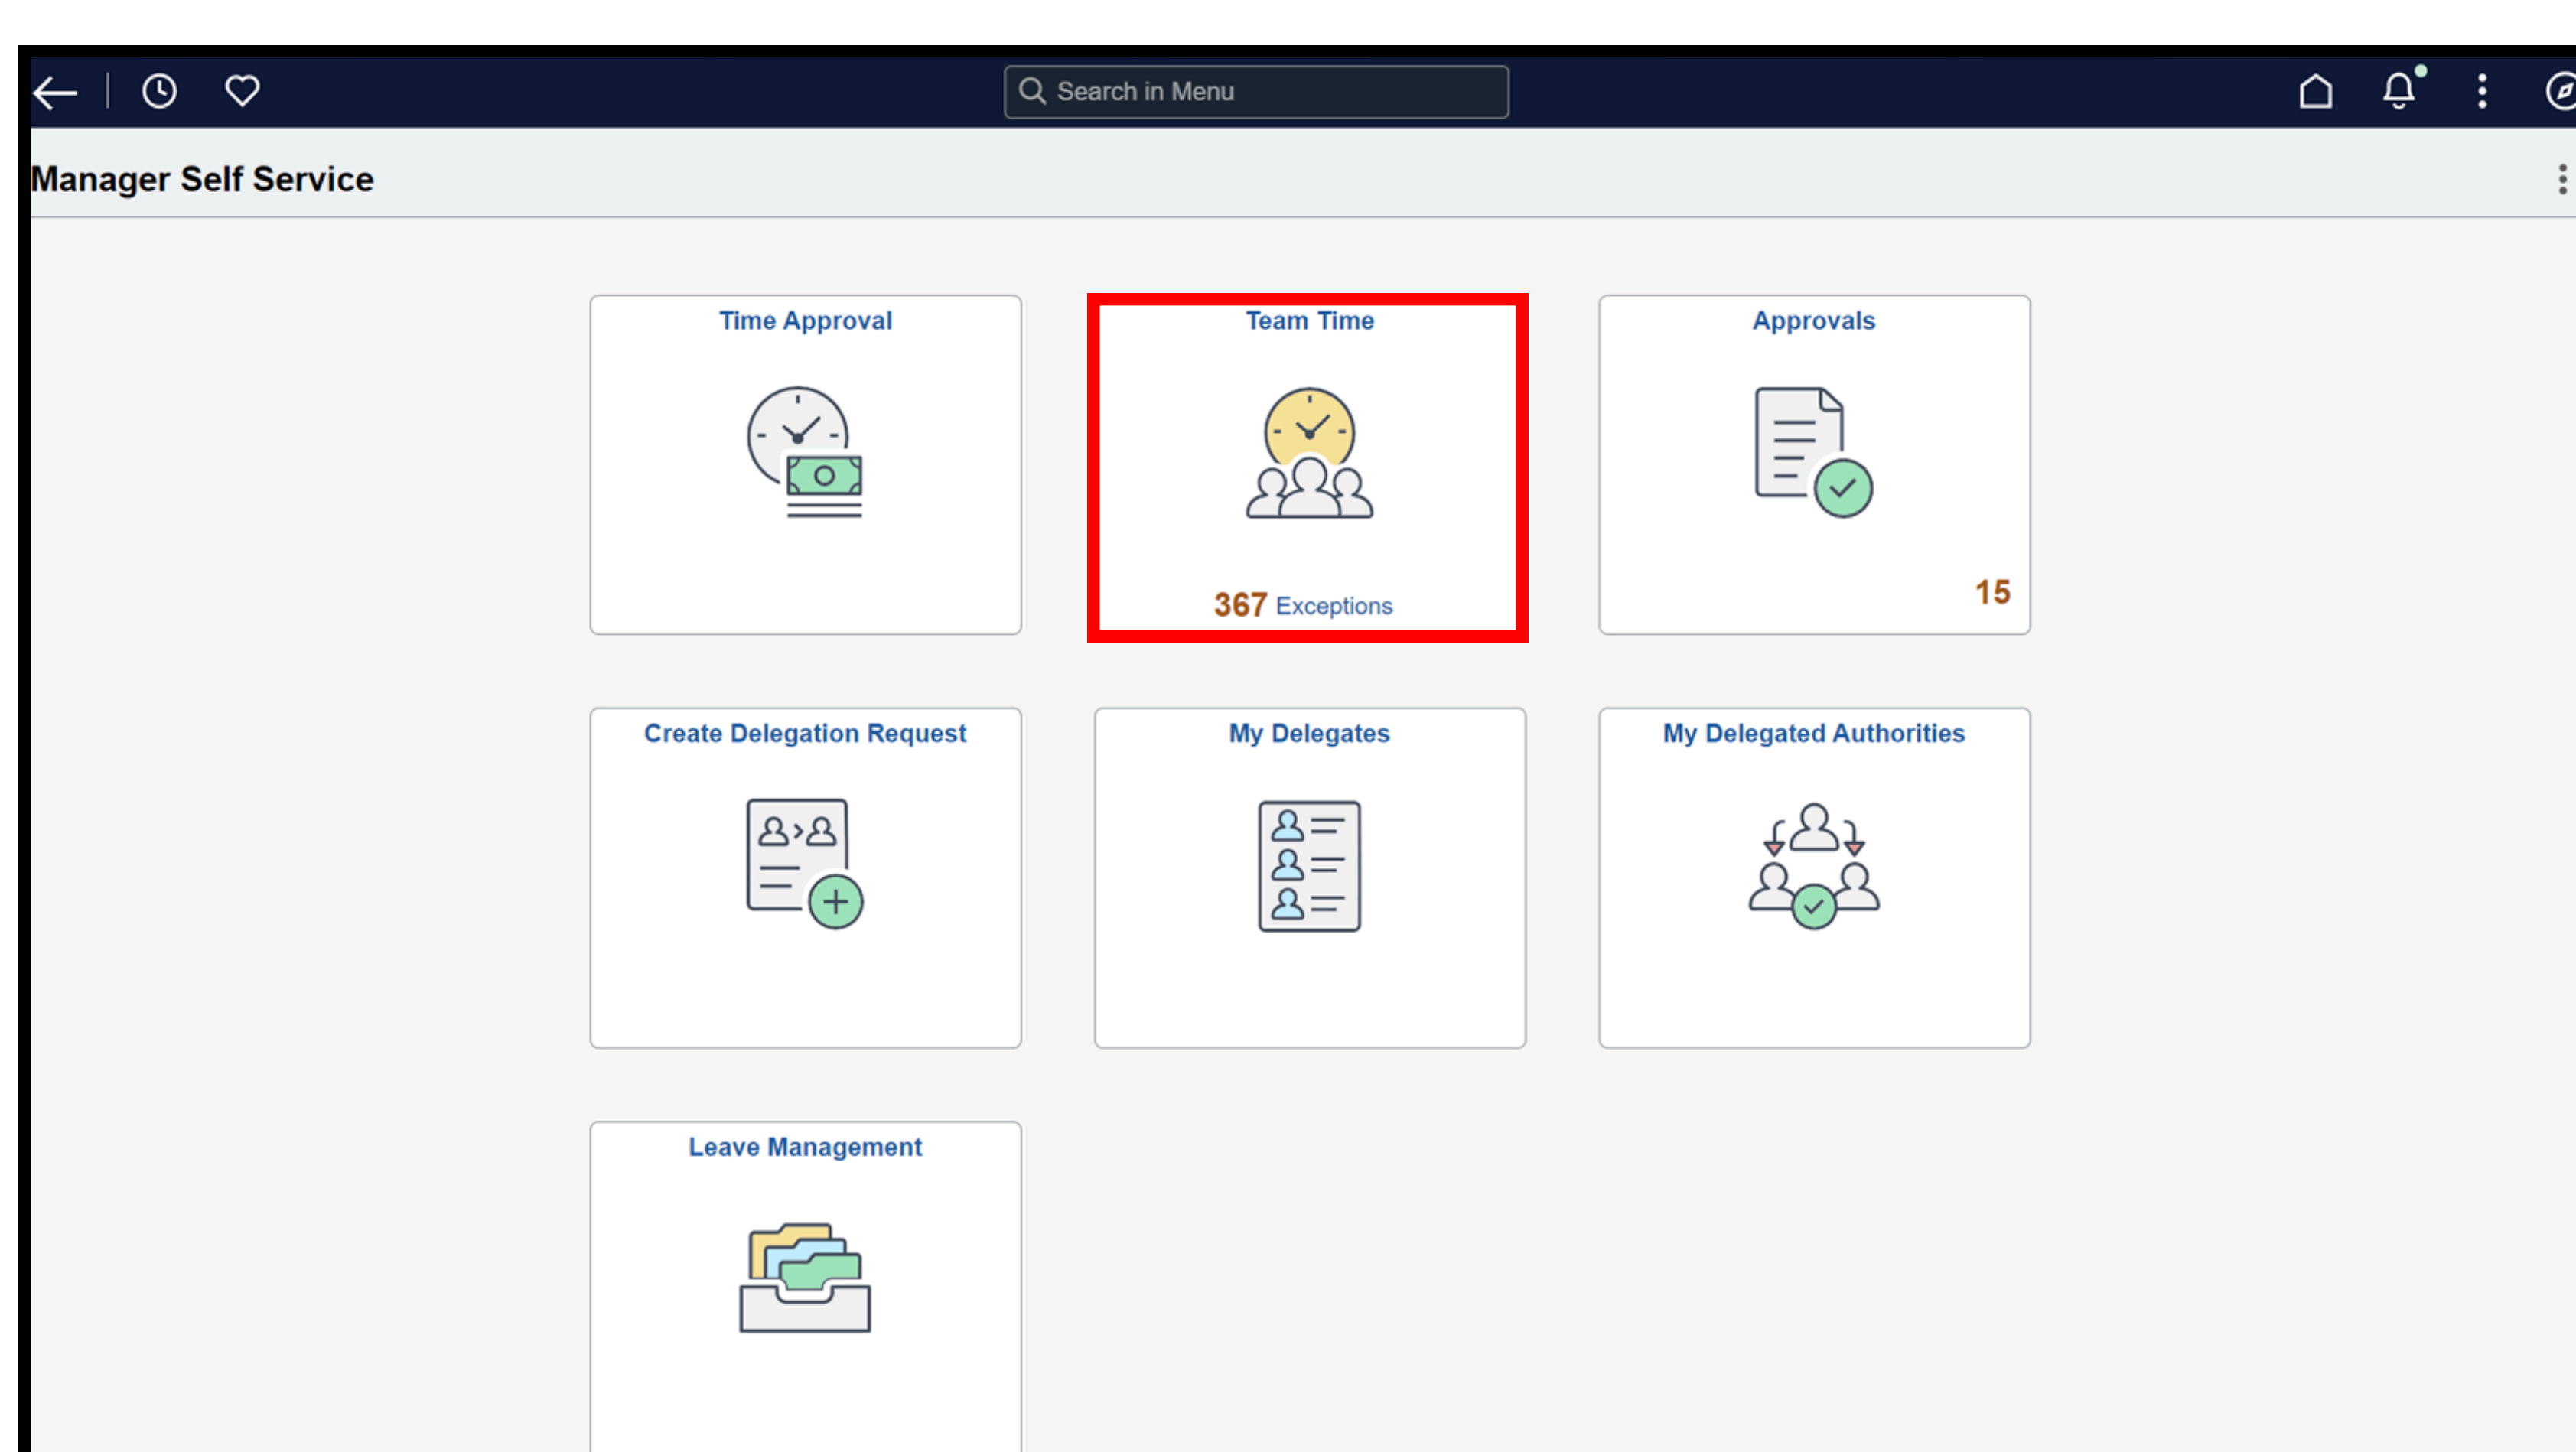 Search in Menu
Manager Self Service
Time Approval
Team Time
367 Exceptions
Approvals
15
Create Delegation Request
My Delegates
My Delegated Authorities
Leave Management